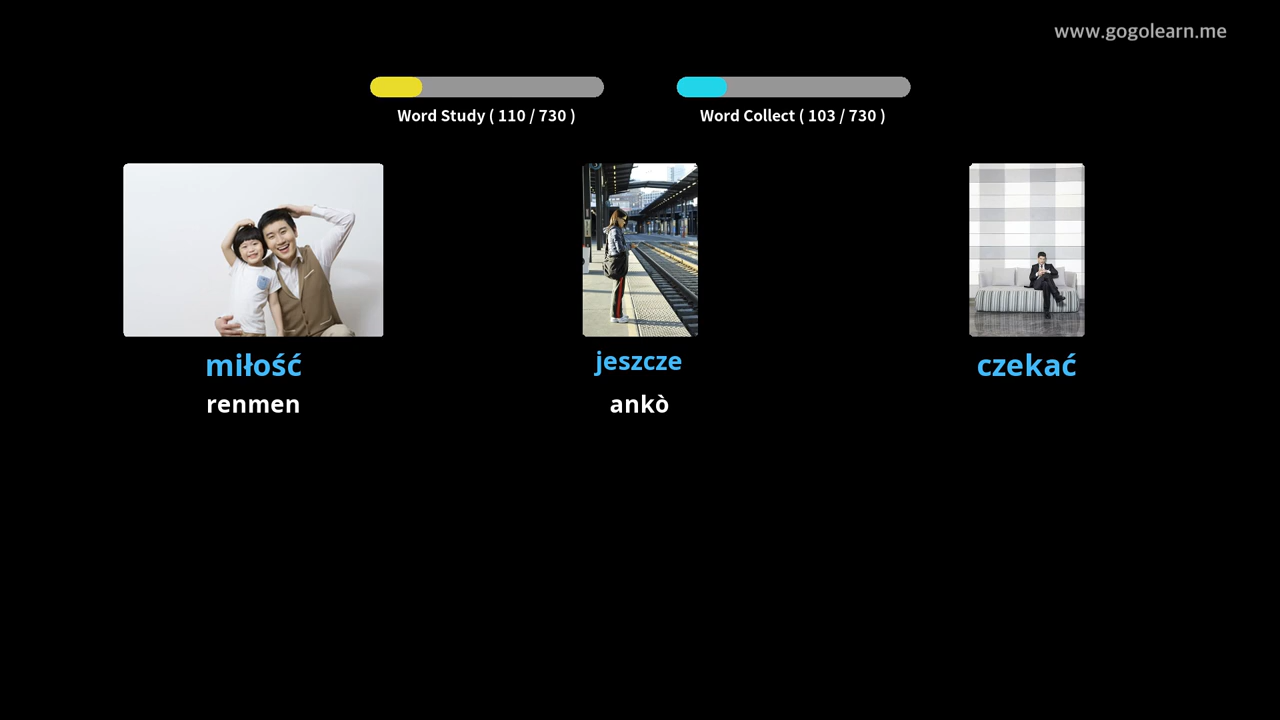 www.gogolearn.me
Word Study ( 110 / 730 )
Word Collect ( 103 / 730 )
miłość
jeszcze
czekać
renmen
ankò